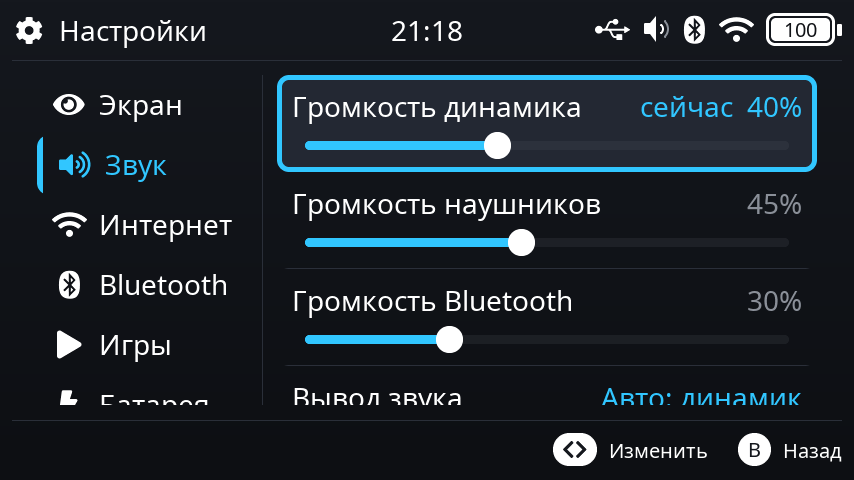 Настройки 21:18 100
Экран
Звук
Интернет
Bluetooth
Игры
Батарея
Громкость динамика сейчас 40%
Громкость наушников 45%
Громкость Bluetooth 30%
Вывод звука Авто: динамик
Изменить B Назад